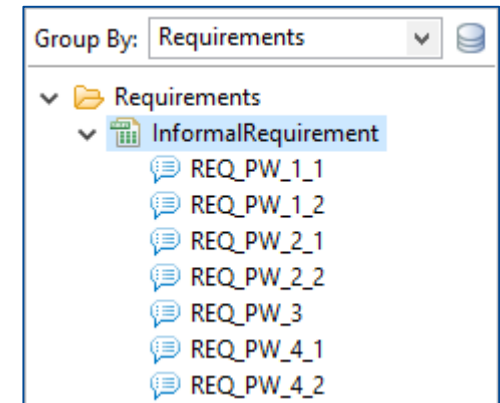 Group By: Requirements
Requirements
InformalRequirement
REQ_PW_1_1
REQ_PW_1_2
REQ_PW_2_1
REQ_PW_2_2
REQ_PW_3
REQ_PW_4_1
REQ_PW_4_2